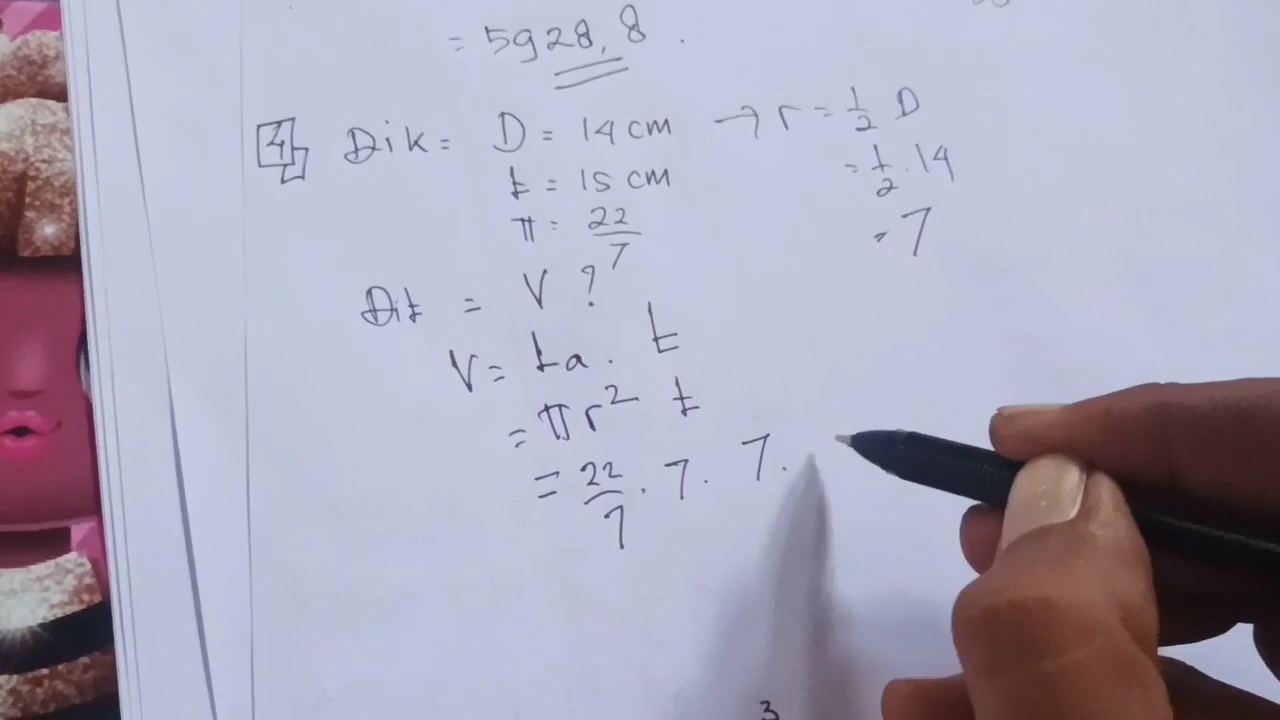 = 5928,8.
4 Dik = D = 14 cm → r = 1/2 D
t = 15 cm = 1/2 . 14
π = 22/7 = 7
Dit = V ?
V = La . t
= π r² t
= 22/7 . 7 . 7 .
3